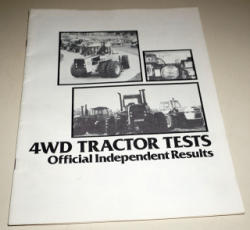 4WD TRACTOR TESTS
Official Independent Results